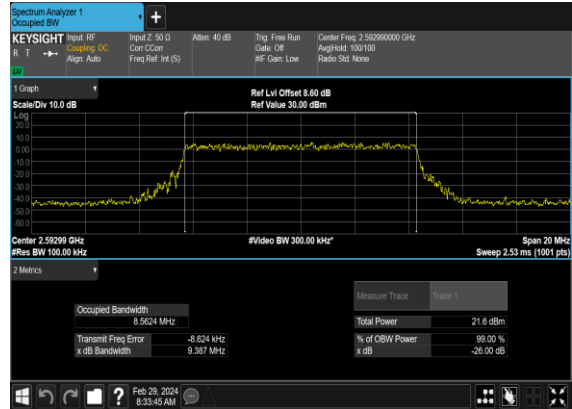 Spectrum Analyzer 1
Occupied BW
+
KEYSIGHT Input: RF Input Z: 50 Ω Atten: 40 dB Trig: Free Run Center Freq: 2.592990000 GHz
R T Coupling: DC Corr CCorr Gate: Off Avg|Hold: 100/100
Align: Auto Freq Ref: Int (S) #IF Gain: Low Radio Std: None
LXI
1 Graph Ref Lvl Offset 8.60 dB
Scale/Div 10.0 dB Ref Value 30.00 dBm
Log
20.0
10.0
0.00
-10.0
-20.0
-30.0
-40.0
-50.0
-60.0
Center 2.59299 GHz #Video BW 300.00 kHz* Span 20 MHz
#Res BW 100.00 kHz Sweep 2.53 ms (1001 pts)
2 Metrics
Measure Trace Trace 1
Occupied Bandwidth
8.5624 MHz Total Power 21.6 dBm
Transmit Freq Error -8.624 kHz % of OBW Power 99.00 %
x dB Bandwidth 9.387 MHz x dB -26.00 dB
? Feb 29, 2024
8:33:45 AM